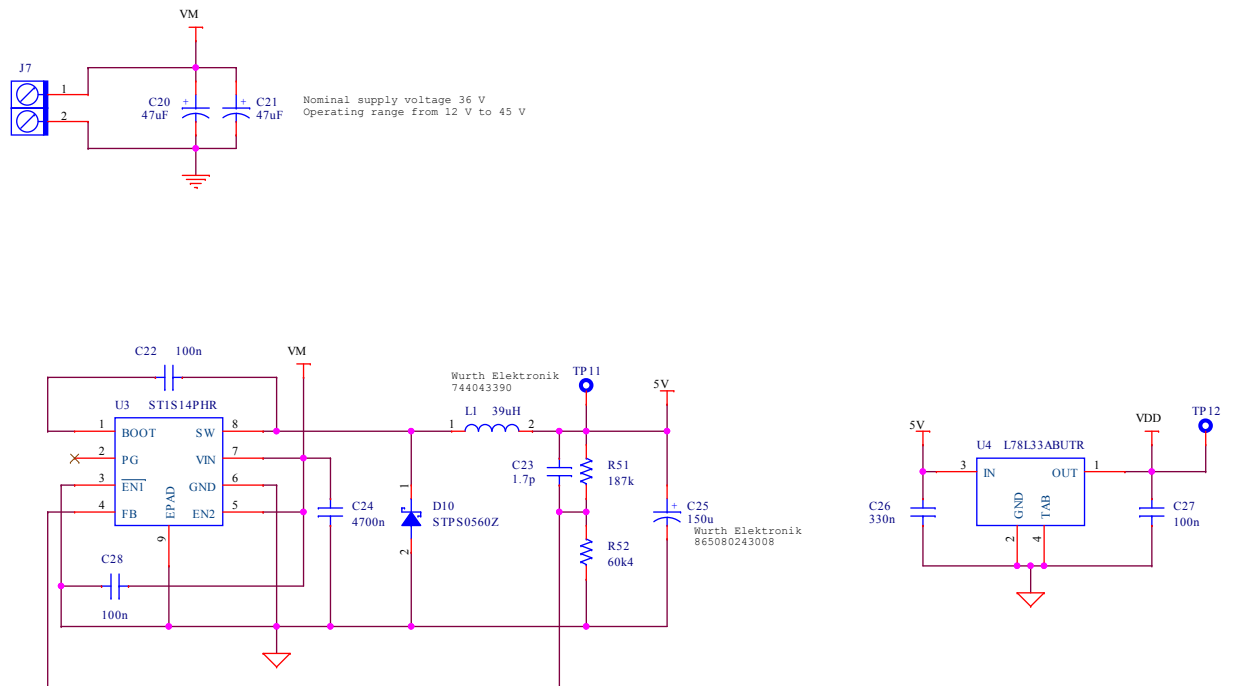 VM
J7
1
2
C20
47uF
+
C21
47uF
+
Nominal supply voltage 36 V
Operating range from 12 V to 45 V
C22 100n
VM
U3 ST1S14PHR
1 BOOT
2 PG
3 EN1
4 FB
SW 8
VIN 7
GND 6
EN2 5
EPAD
9
C28
100n
C24
4700n
1
D10
STPS0560Z
2
Wurth Elektronik
744043390
L1 39uH
1
2
TP11
5V
C23
1.7p
R51
187k
R52
60k4
+
C25
150u
Wurth Elektronik
865080243008
5V
C26
330n
U4 L78L33ABUTR
3 IN
OUT 1
GND
TAB
2
4
VDD
TP12
C27
100n